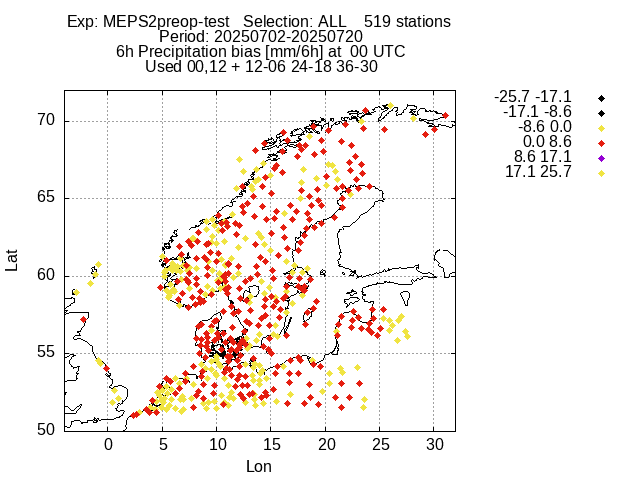 Exp: MEPS2preop-test   Selection: ALL    519 stations
Period: 20250702-20250720
6h Precipitation bias [mm/6h] at  00 UTC
Used 00,12 + 12-06 24-18 36-30
-25.7 -17.1
-17.1 -8.6
-8.6 0.0
0.0 8.6
8.6 17.1
17.1 25.7
70
65
60
55
50
Lat
0 5 10 15 20 25 30
Lon